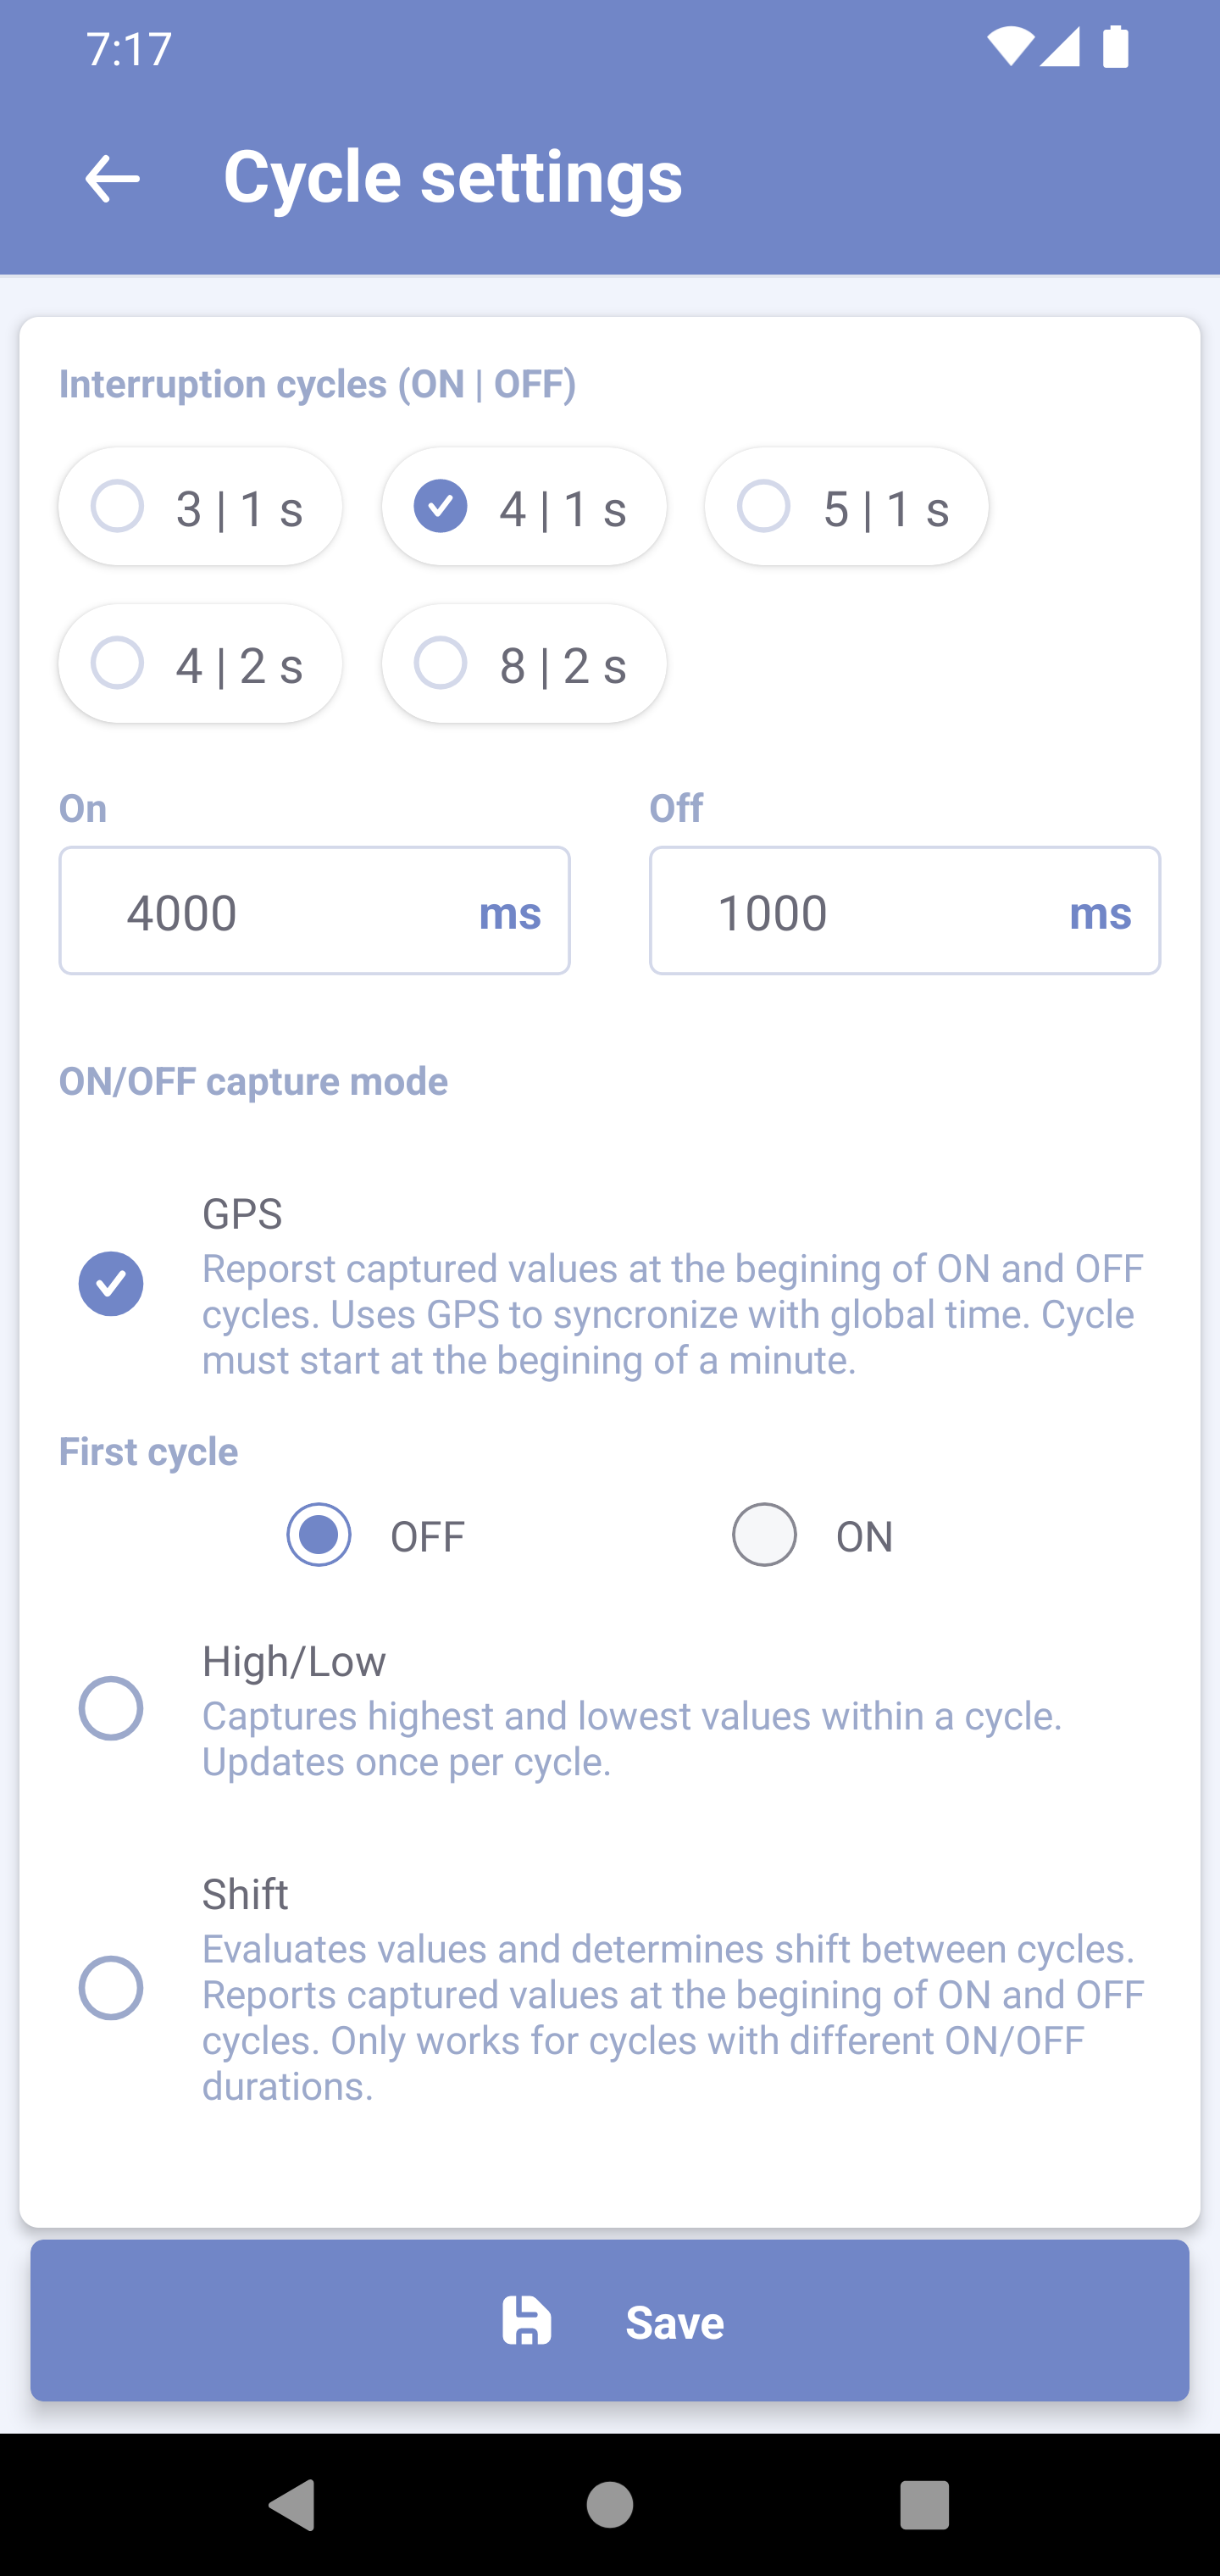 7:17
Cycle settings
Interruption cycles (ON | OFF)
3 | 1 s
4 | 1 s
5 | 1 s
4 | 2 s
8 | 2 s
On
Off
4000 ms
1000 ms
ON/OFF capture mode
GPS
Reporst captured values at the begining of ON and OFF
cycles. Uses GPS to syncronize with global time. Cycle
must start at the begining of a minute.
First cycle
OFF
ON
High/Low
Captures highest and lowest values within a cycle.
Updates once per cycle.
Shift
Evaluates values and determines shift between cycles.
Reports captured values at the begining of ON and OFF
cycles. Only works for cycles with different ON/OFF
durations.
Save